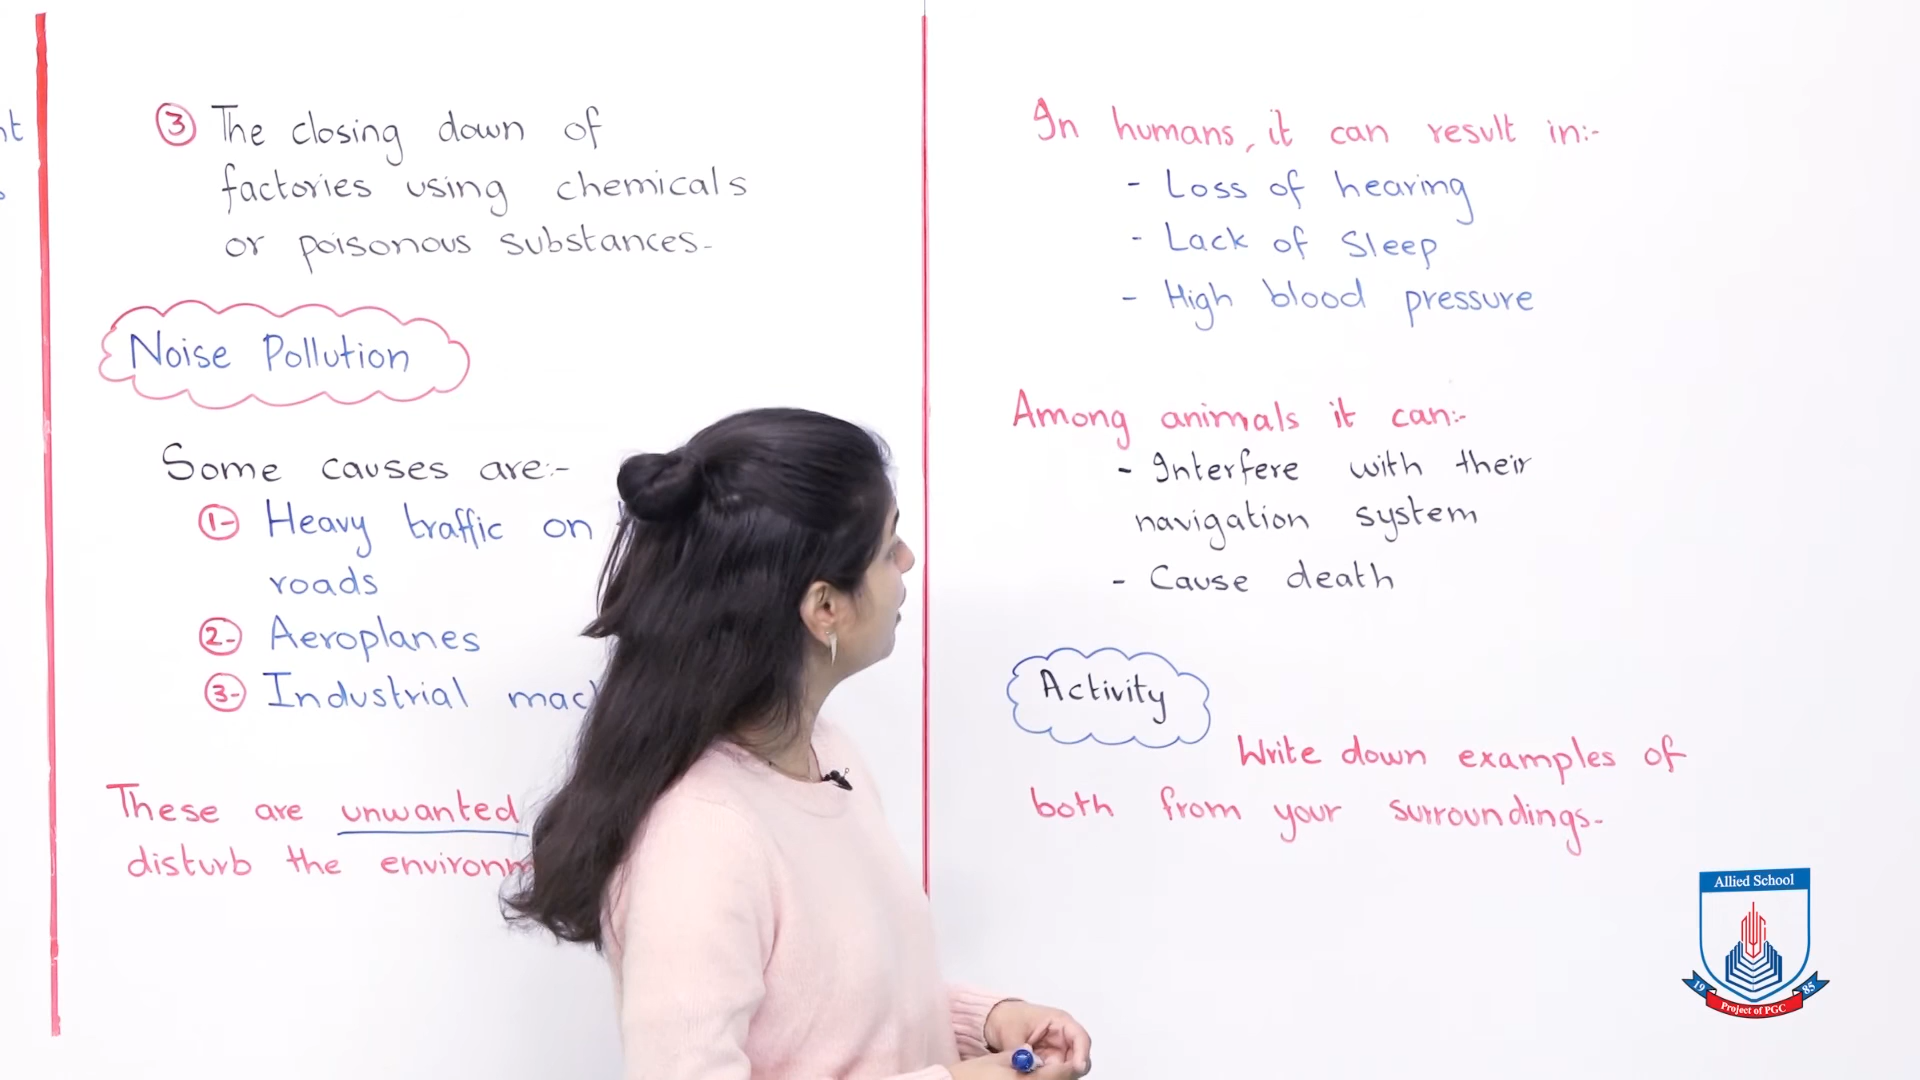 ③ The closing down of
factories using chemicals
or poisonous substances.
Noise Pollution
Some causes are:-
1- Heavy traffic on
roads
2- Aeroplanes
3- Industrial
These are unwanted
disturb the
In humans, it can result in:-
- Loss of hearing
- Lack of Sleep
- High blood pressure
Among animals it can:-
- Interfere with their
navigation system
- Cause death
Activity
Write down examples of
both from your surroundings.
Allied School
19 85
Project of PGC